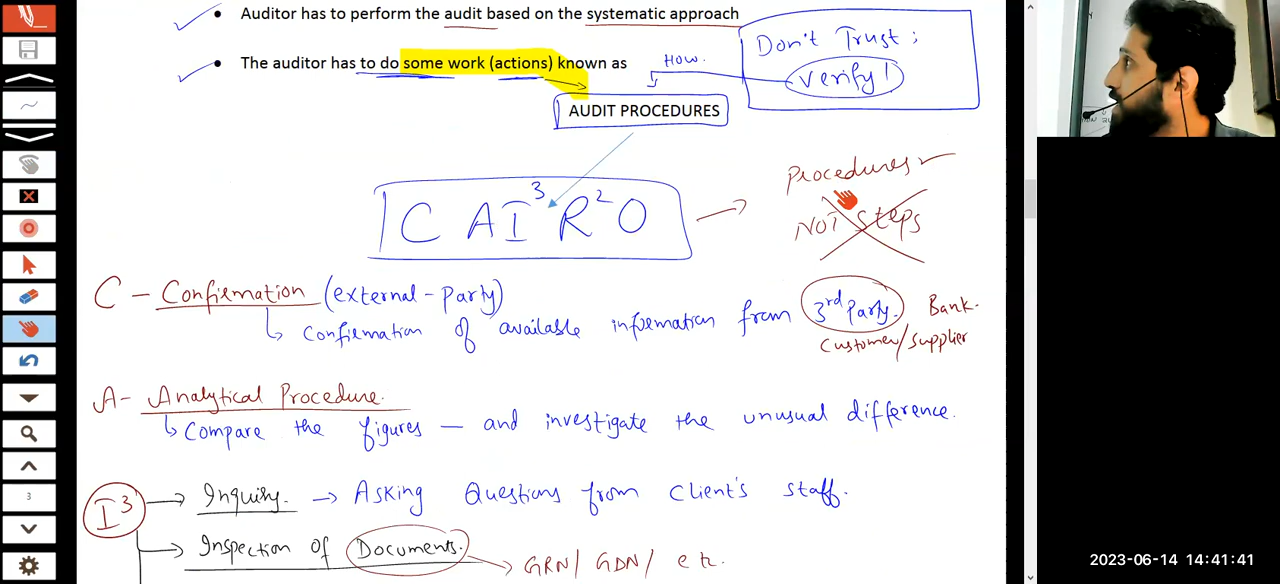 • Auditor has to perform the audit based on the systematic approach
Don't Trust;
verify!
• The auditor has to do some work (actions) known as
How.
AUDIT PROCEDURES
Procedures
NOT Steps
C AI³ R² O
C – Confirmation (external-Party)
↳ Confirmation of available information from 3rd Party. Bank.
Customer/Supplier
A- Analytical Procedure.
↳ Compare the figures — and investigate the unusual difference.
I³ → Inquiry. → Asking Questions from Client's staff.
→ Inspection of Documents. → GRN/ GDN/ etc.
3
2023-06-14 14:41:41